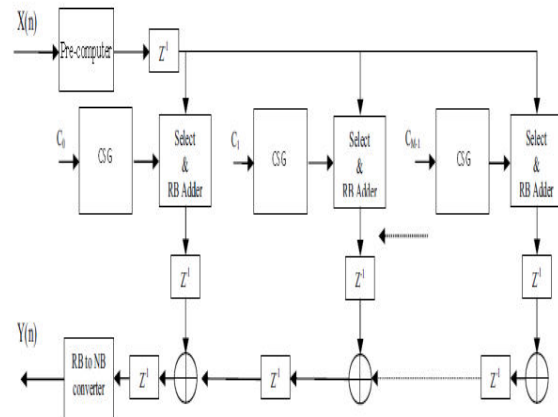 X(n)
Pre-computer
Z⁻¹
C₀
CSG
Select
&
RB Adder
C₁
CSG
Select
&
RB Adder
C_M-1
CSG
Select
&
RB Adder
Z⁻¹
Z⁻¹
Z⁻¹
Y(n)
RB to NB
converter
Z⁻¹
Z⁻¹
Z⁻¹